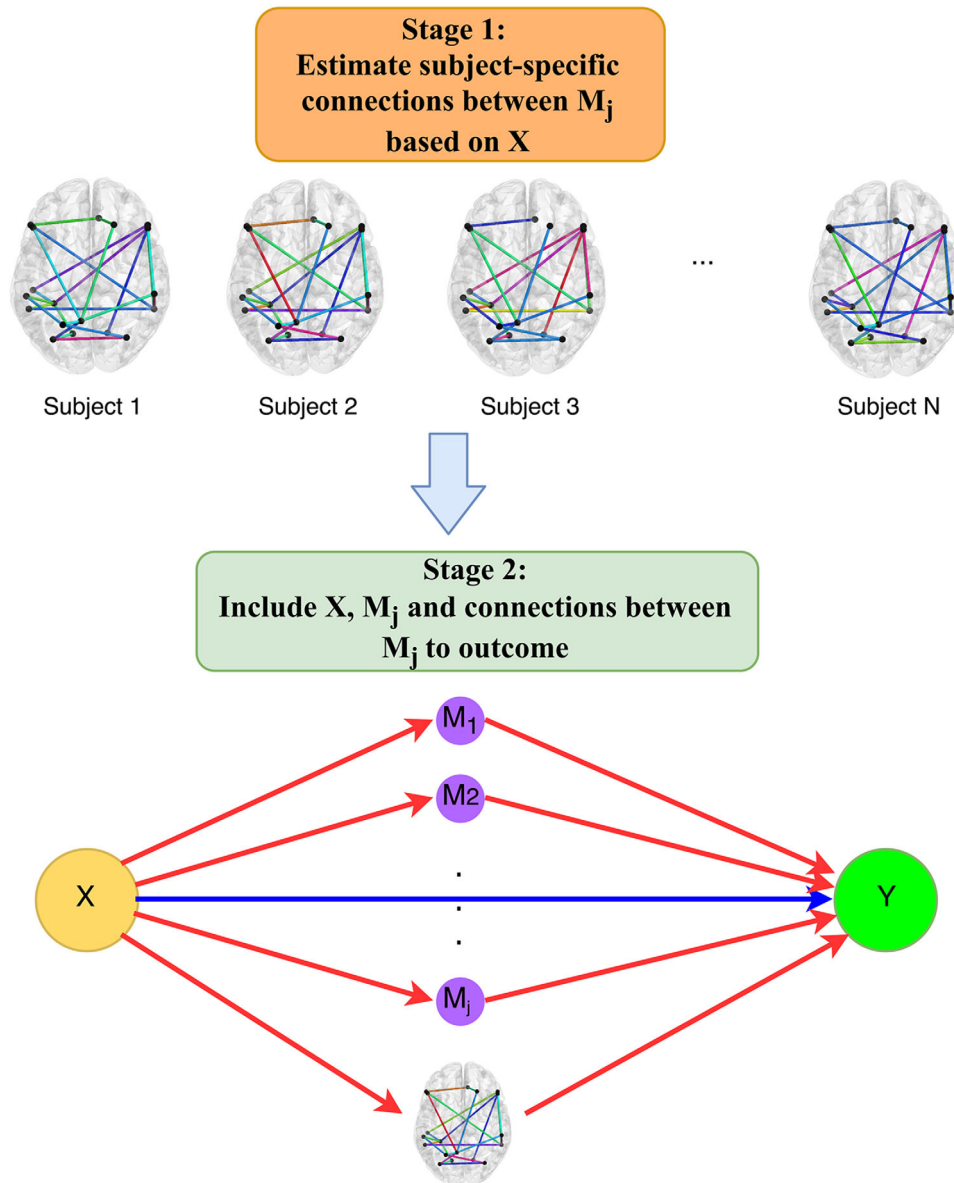 Stage 1:
Estimate subject-specific
connections between Mj
based on X
...
Subject 1
Subject 2
Subject 3
Subject N
Stage 2:
Include X, Mj and connections between
Mj to outcome
M1
M2
X
.
.
.
Y
Mj